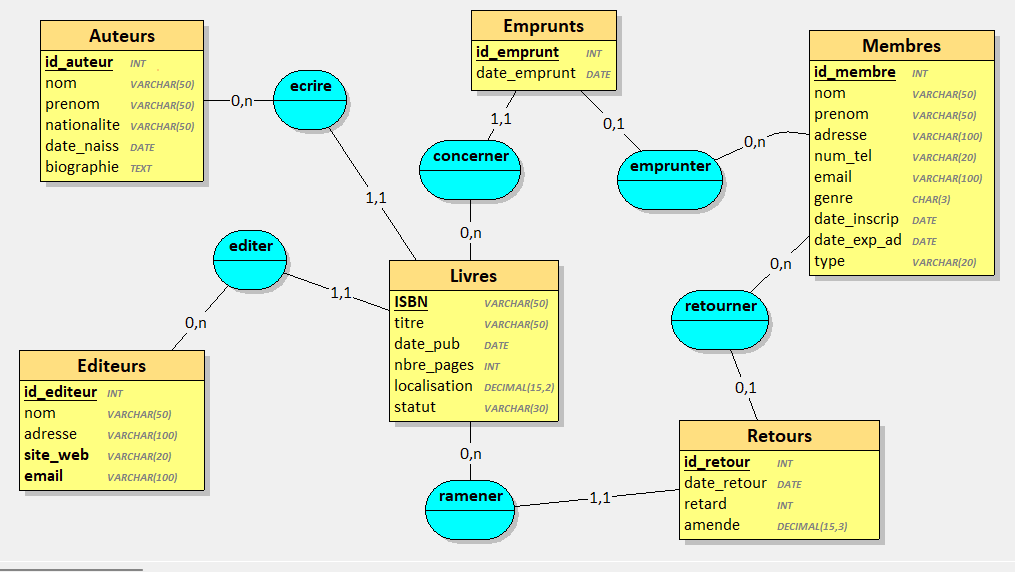 Auteurs
id_auteur INT
nom VARCHAR(50)
prenom VARCHAR(50)
nationalite VARCHAR(50)
date_naiss DATE
biographie TEXT
0,n
ecrire
1,1
Emprunts
id_emprunt INT
date_emprunt DATE
1,1
concerner
0,n
0,1
emprunter
0,n
Membres
id_membre INT
nom VARCHAR(50)
prenom VARCHAR(50)
adresse VARCHAR(100)
num_tel VARCHAR(20)
email VARCHAR(100)
genre CHAR(3)
date_inscrip DATE
date_exp_ad DATE
type VARCHAR(20)
editer
1,1
0,n
Livres
ISBN VARCHAR(50)
titre VARCHAR(50)
date_pub DATE
nbre_pages INT
localisation DECIMAL(15,2)
statut VARCHAR(30)
0,n
retourner
0,1
Editeurs
id_editeur INT
nom VARCHAR(50)
adresse VARCHAR(100)
site_web VARCHAR(20)
email VARCHAR(100)
0,n
ramener
1,1
Retours
id_retour INT
date_retour DATE
retard INT
amende DECIMAL(15,3)